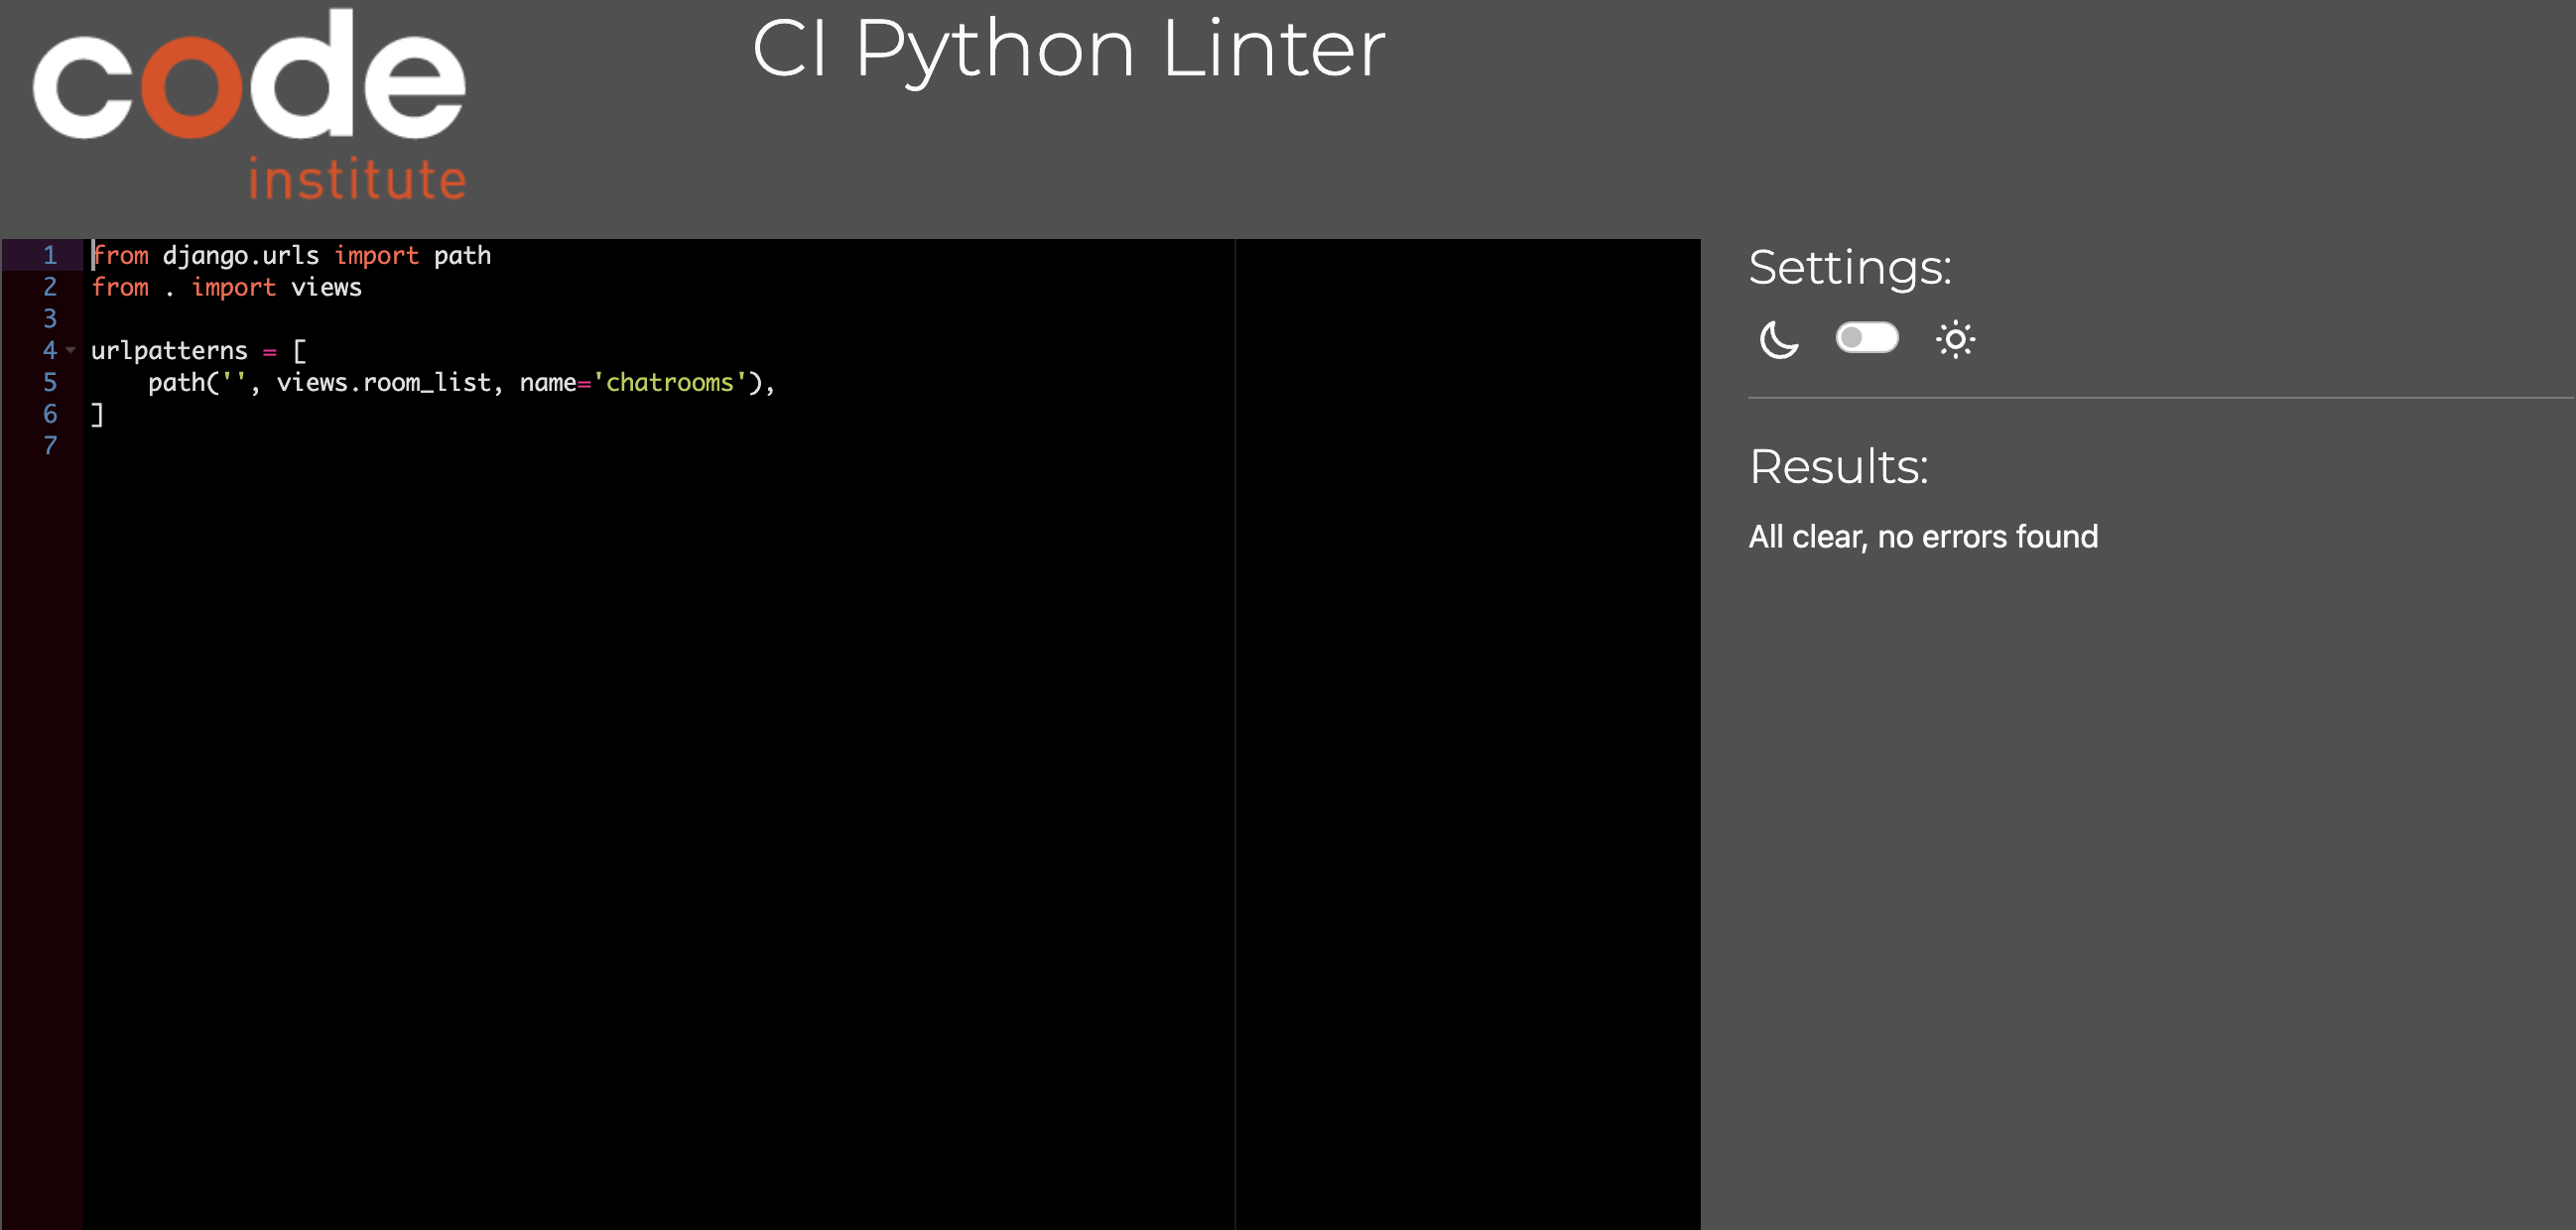 code
institute
CI Python Linter
1 from django.urls import path
2 from . import views
3
4 urlpatterns = [
5     path('', views.room_list, name='chatrooms'),
6 ]
7
Settings:
Results:
All clear, no errors found